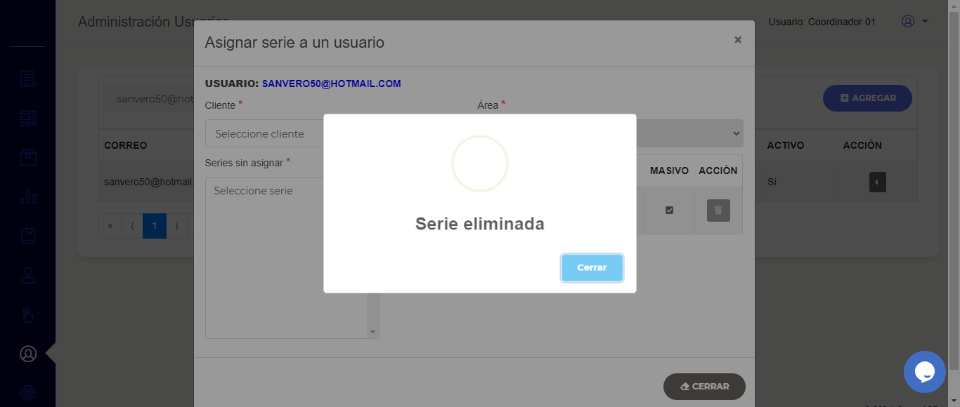 Administración Usuarios
Usuario: Coordinador 01
Asignar serie a un usuario
×
USUARIO: SANVERO50@HOTMAIL.COM
Cliente *
Área *
sanvero50@hot
Seleccione cliente
AGREGAR
CORREO
Series sin asignar *
MASIVO
ACCIÓN
ACTIVO
ACCIÓN
sanvero50@hotmail.
Seleccione serie
Si
« ⟨ 1 ⟩
Serie eliminada
Cerrar
CERRAR